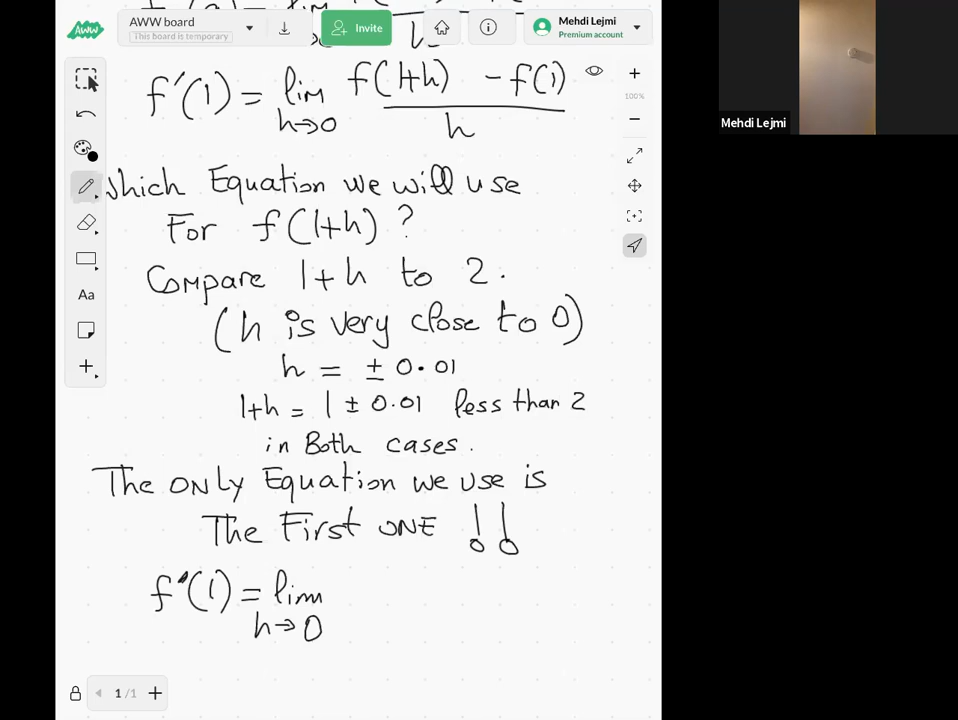 AWW board
This board is temporary
Invite
Mehdi Lejmi
Premium account
AWW
f'(1) = lim f(1+h) - f(1)
h→0 h
100%
Mehdi Lejmi
which Equation we will use
For f(1+h) ?
Compare 1+h to 2.
(h is very close to 0)
h = ± 0.01
1+h = 1 ± 0.01 less than 2
in Both cases.
The ONLY Equation we use is
The First ONE !!
f'(1) = lim
h→0
Aa
1/1